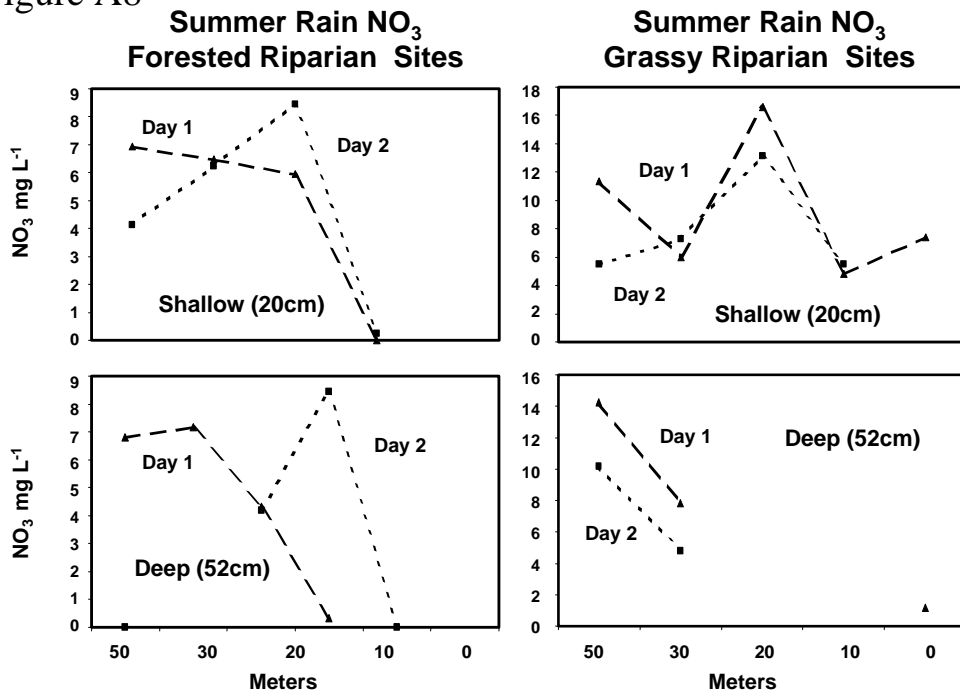 Figure A8
Summer Rain NO3
Forested Riparian Sites
9
8
7
6
5
4
3
2
1
0
NO3 mg L-1
Day 1
Day 2
Shallow (20cm)
Summer Rain NO3
Grassy Riparian Sites
18
16
14
12
10
8
6
4
2
0
Day 1
Day 2
Shallow (20cm)
9
8
7
6
5
4
3
2
1
0
NO3 mg L-1
Day 1
Day 2
Deep (52cm)
50 30 20 10 0
Meters
16
14
12
10
8
6
4
2
0
Day 1
Deep (52cm)
Day 2
50 30 20 10 0
Meters